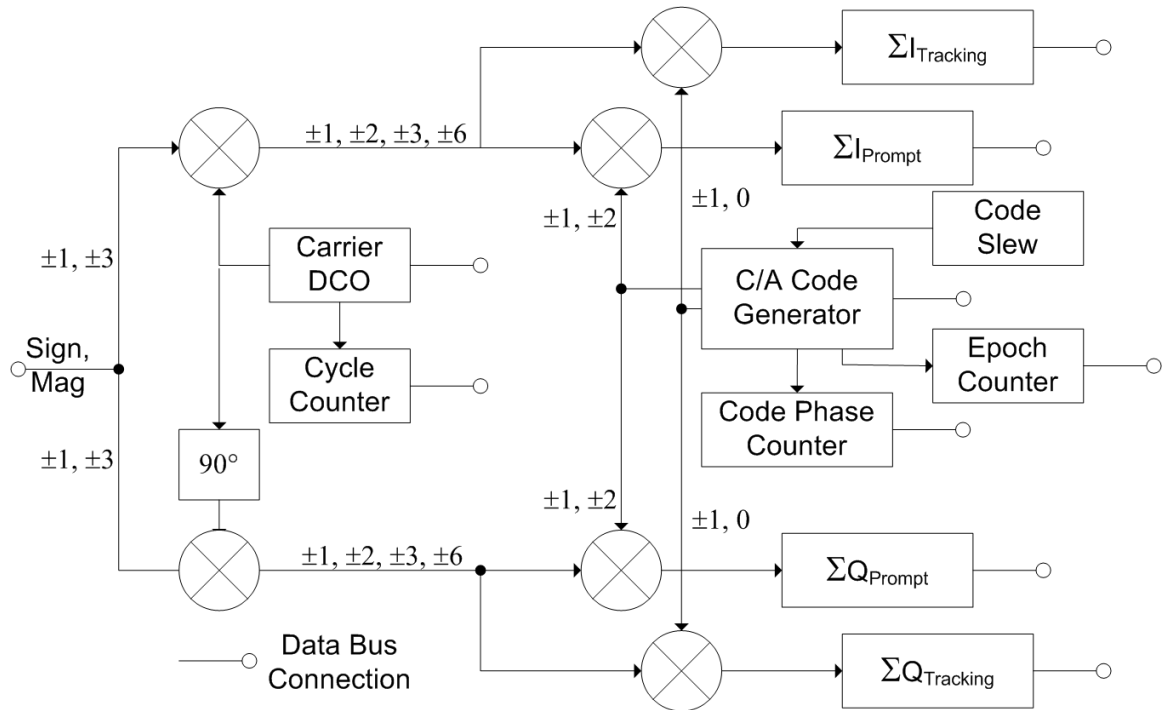 ΣI_Tracking
±1, ±2, ±3, ±6
ΣI_Prompt
±1, 0
±1, ±2
Code
Slew
±1, ±3
Carrier
DCO
C/A Code
Generator
Sign,
Mag
Cycle
Counter
Epoch
Counter
Code Phase
Counter
±1, ±3
90°
±1, ±2
±1, 0
±1, ±2, ±3, ±6
ΣQ_Prompt
Data Bus
Connection
ΣQ_Tracking